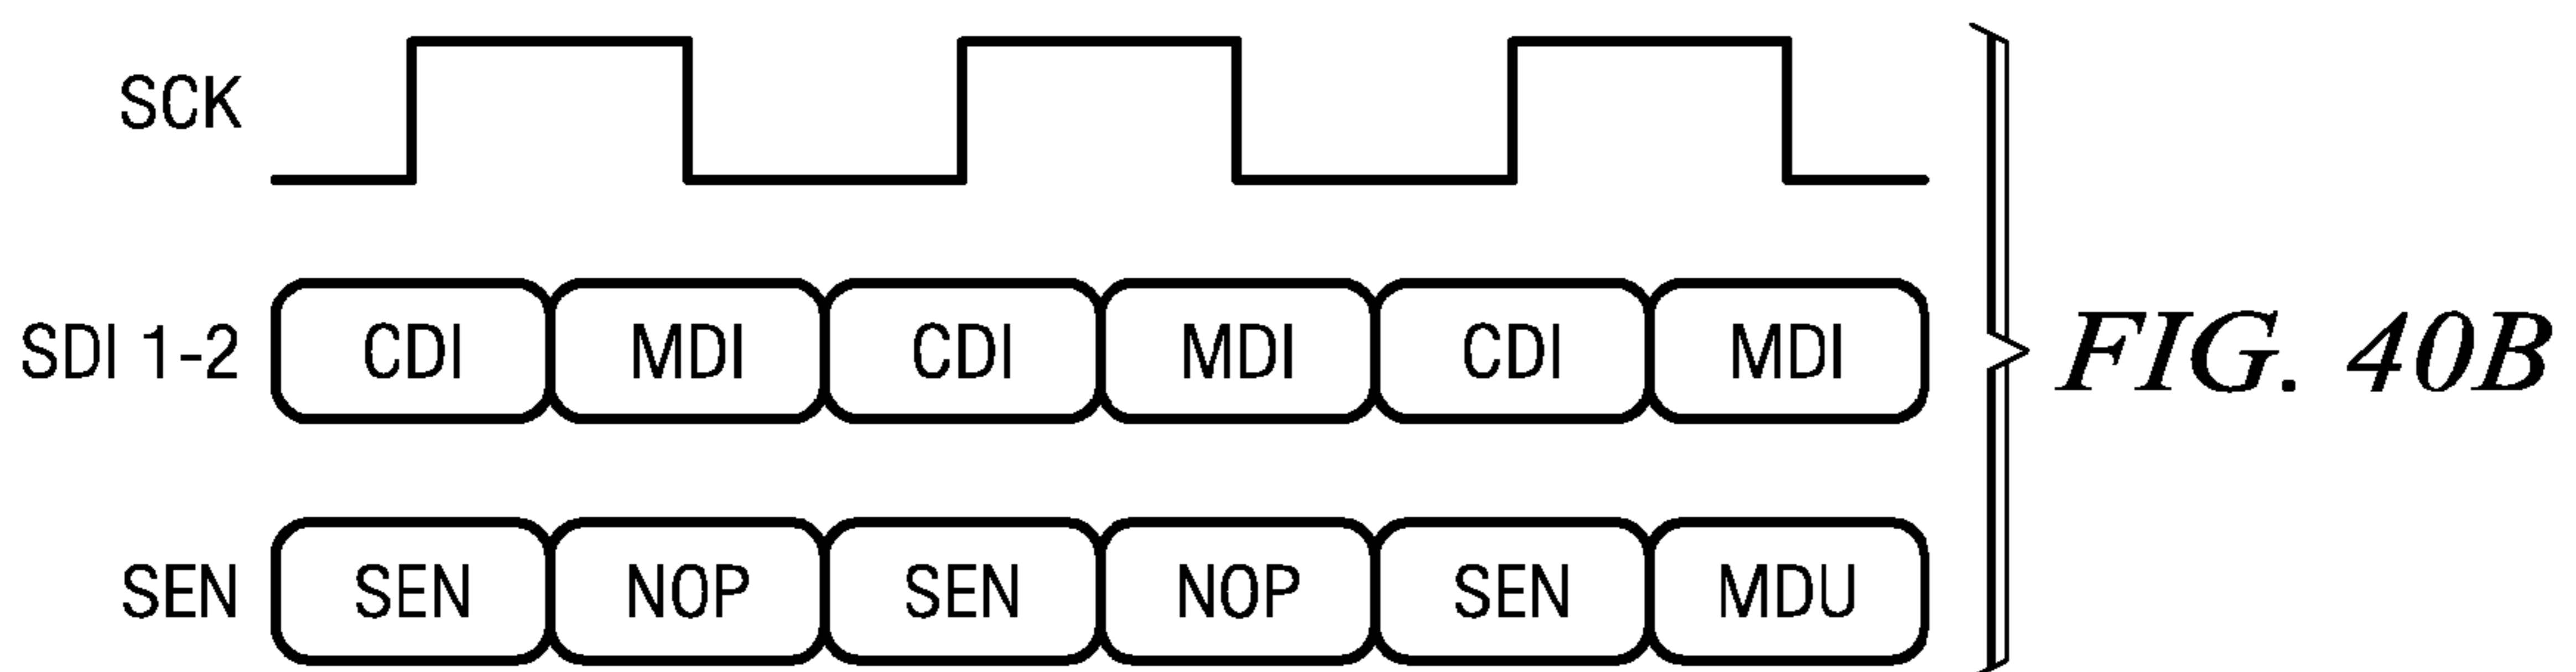 SCK
SDI 1-2 CDI MDI CDI MDI CDI MDI
SEN SEN NOP SEN NOP SEN MDU
FIG. 40B